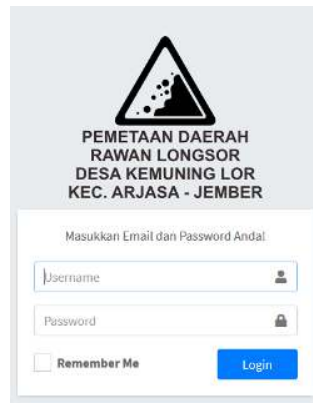 PEMETAAN DAERAH
RAWAN LONGSOR
DESA KEMUNING LOR
KEC. ARJASA - JEMBER
Masukkan Email dan Password Anda!
Username
Password
Remember Me
Login